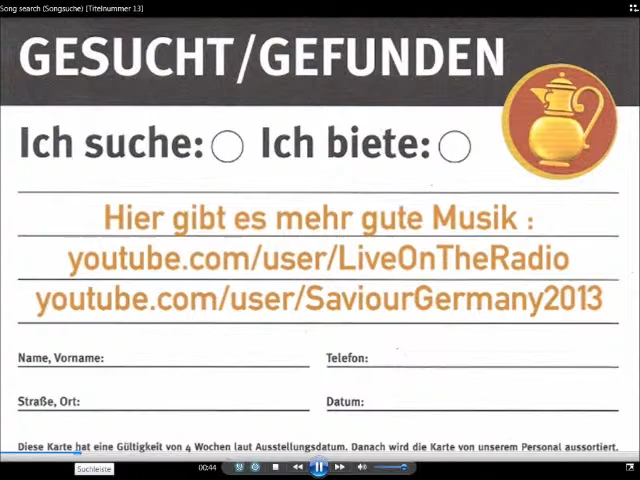 Song search (Songsuche) [Titelnummer 13]
GESUCHT/GEFUNDEN
Ich suche: Ich biete:
Hier gibt es mehr gute Musik :
youtube.com/user/LiveOnTheRadio
youtube.com/user/SaviourGermany2013
Name, Vorname: Telefon:
Straße, Ort: Datum:
Diese Karte hat eine Gültigkeit von 4 Wochen laut Ausstellungsdatum. Danach wird die Karte von unserem Personal aussortiert.
Suchleiste
00:44